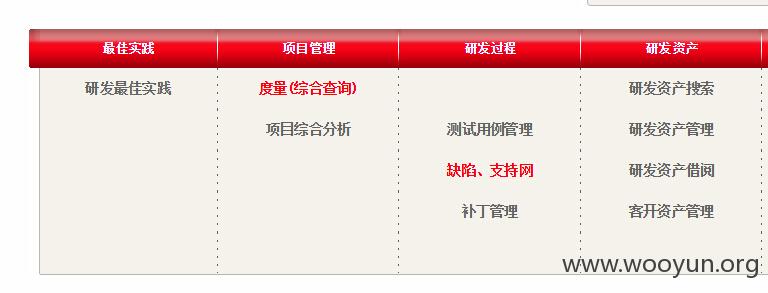 最佳实践 项目管理 研发过程 研发资产
研发最佳实践 度量(综合查询) 研发资产搜索
项目综合分析 测试用例管理 研发资产管理
缺陷、支持网 研发资产借阅
补丁管理 客开资产管理
www.wooyun.org